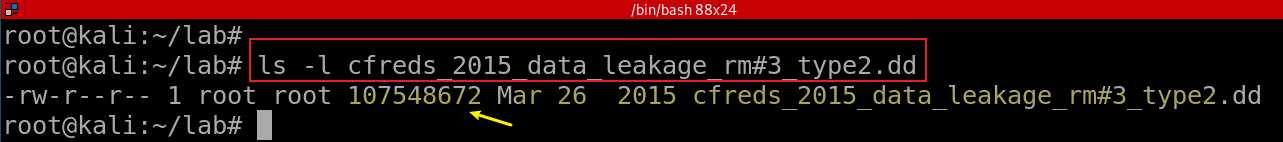 /bin/bash 88x24
root@kali:~/lab#
root@kali:~/lab# ls -l cfreds_2015_data_leakage_rm#3_type2.dd
-rw-r--r-- 1 root root 107548672 Mar 26  2015 cfreds_2015_data_leakage_rm#3_type2.dd
root@kali:~/lab#